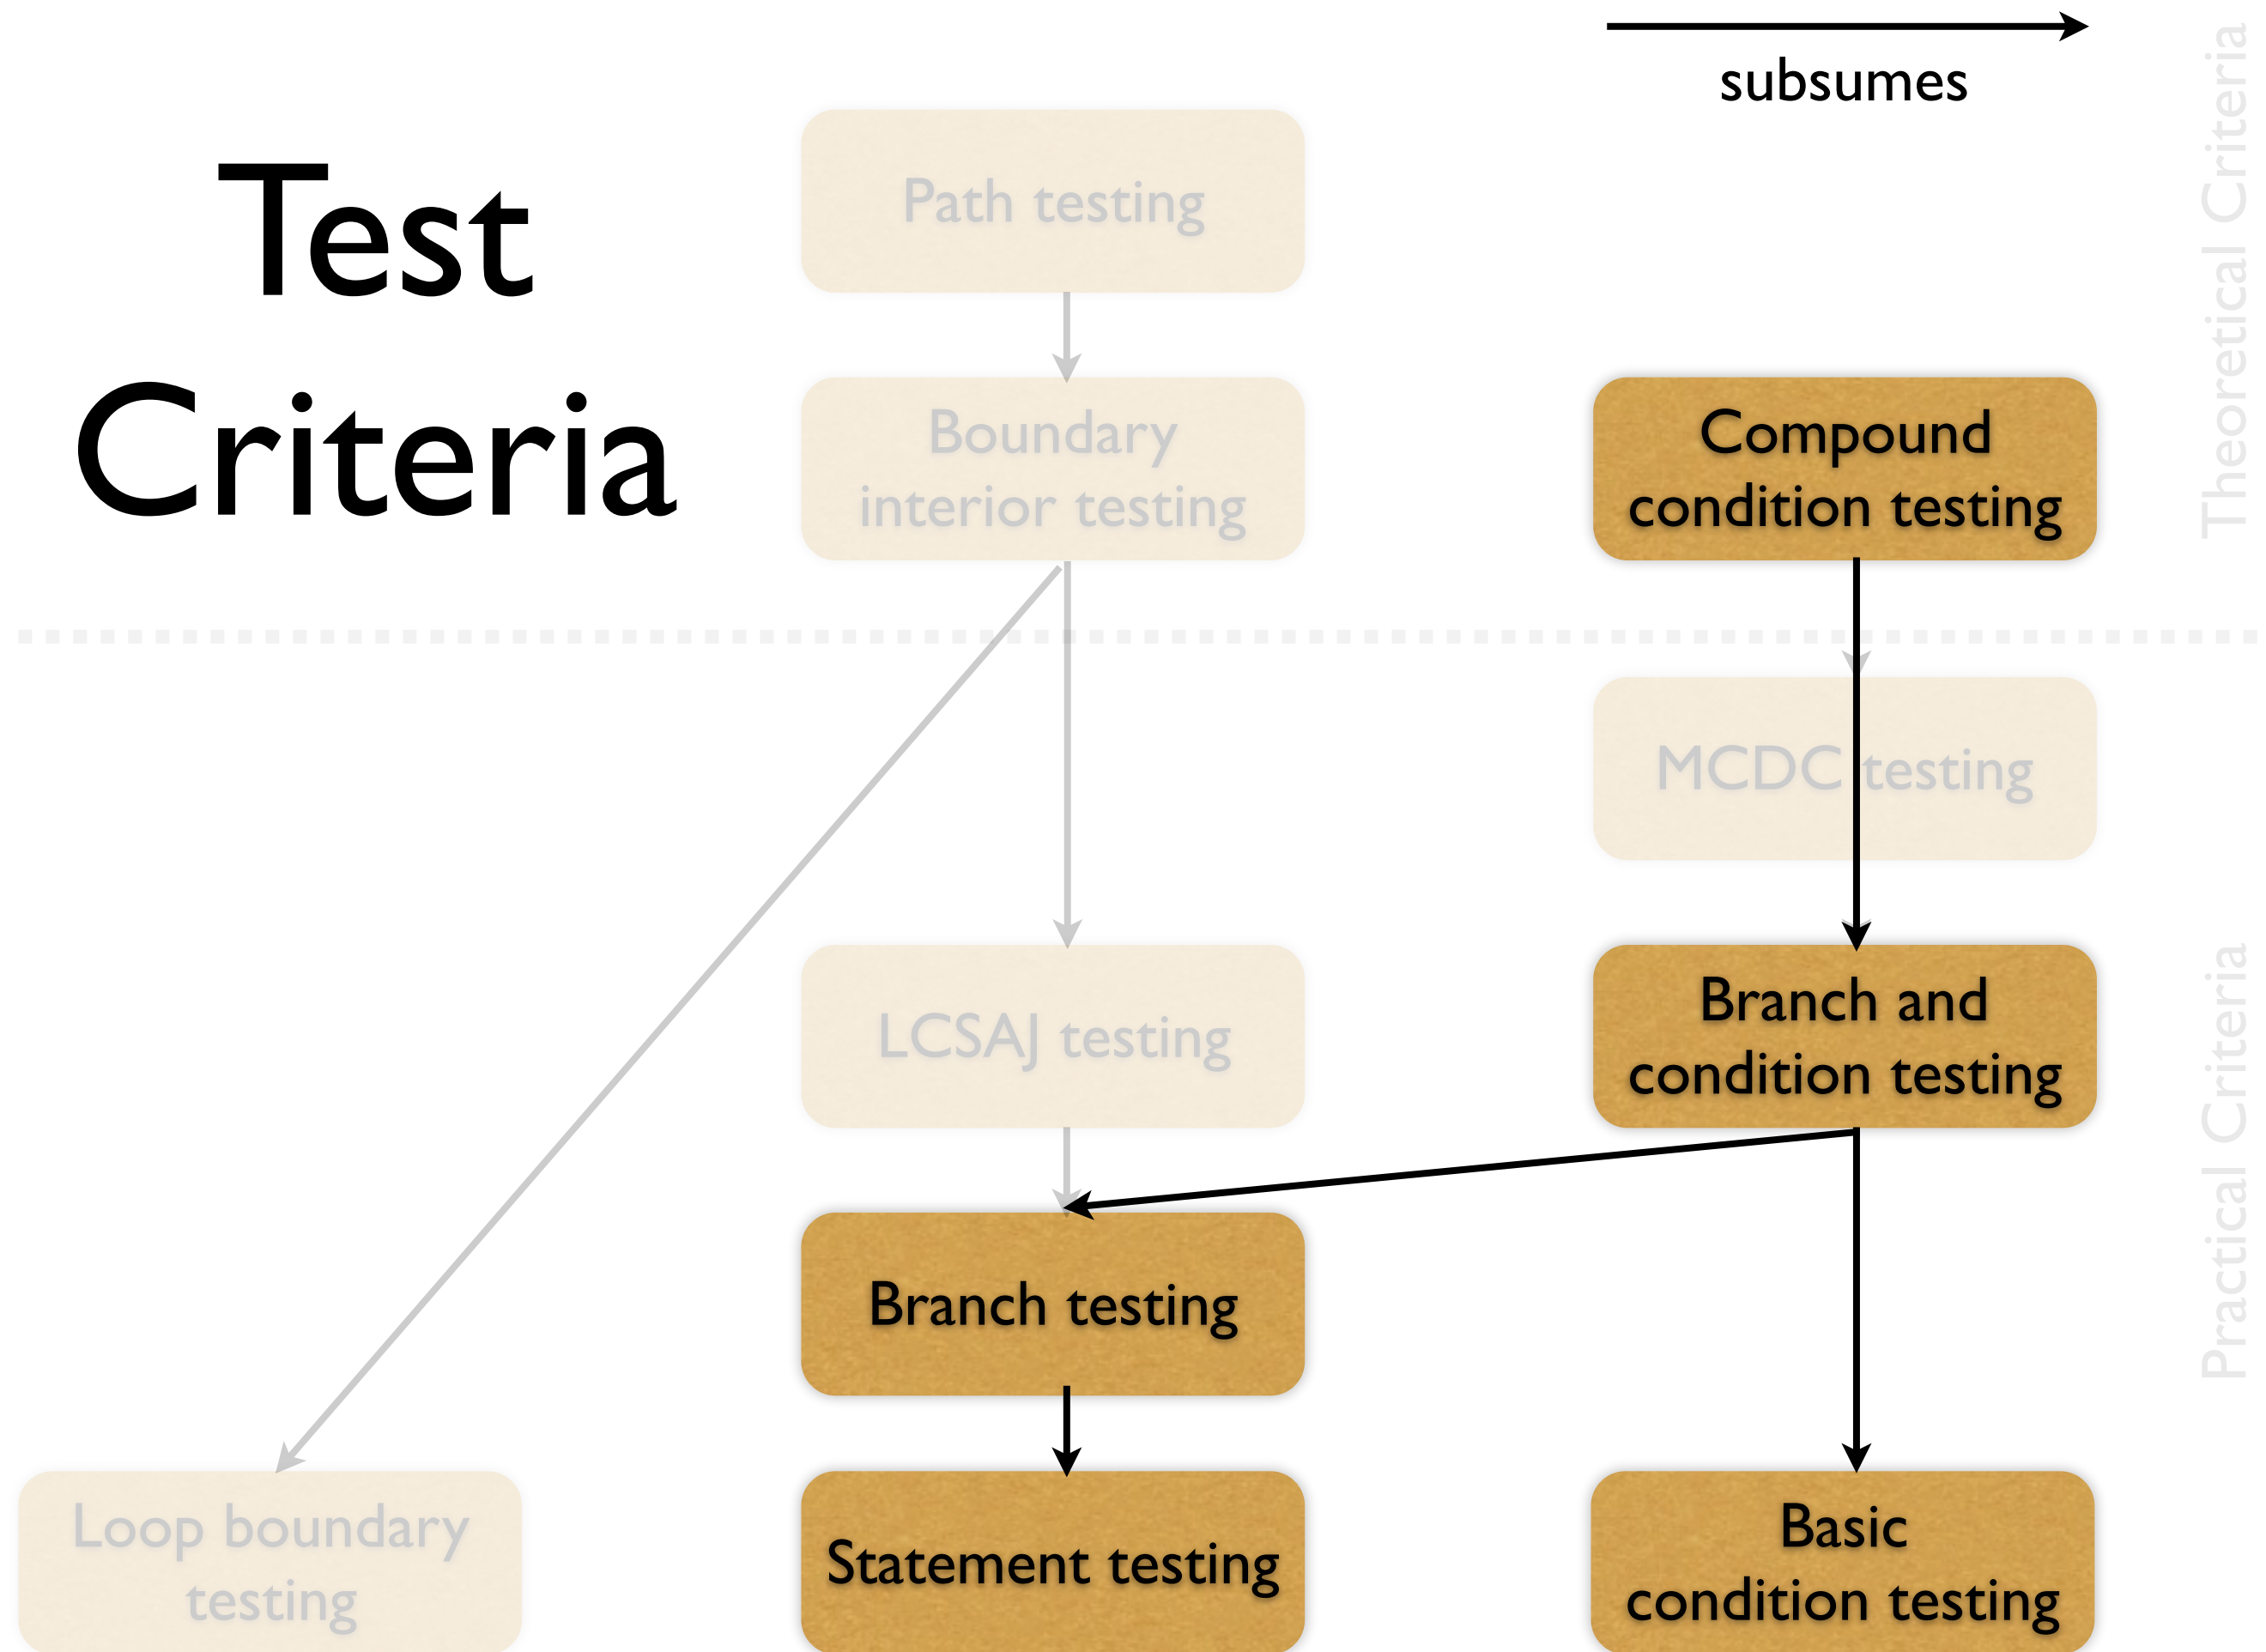 subsumes
Test
Criteria
Path testing
Boundary
interior testing
Compound
condition testing
Theoretical Criteria
MCDC testing
LCSAJ testing
Branch and
condition testing
Practical Criteria
Branch testing
Loop boundary
testing
Statement testing
Basic
condition testing